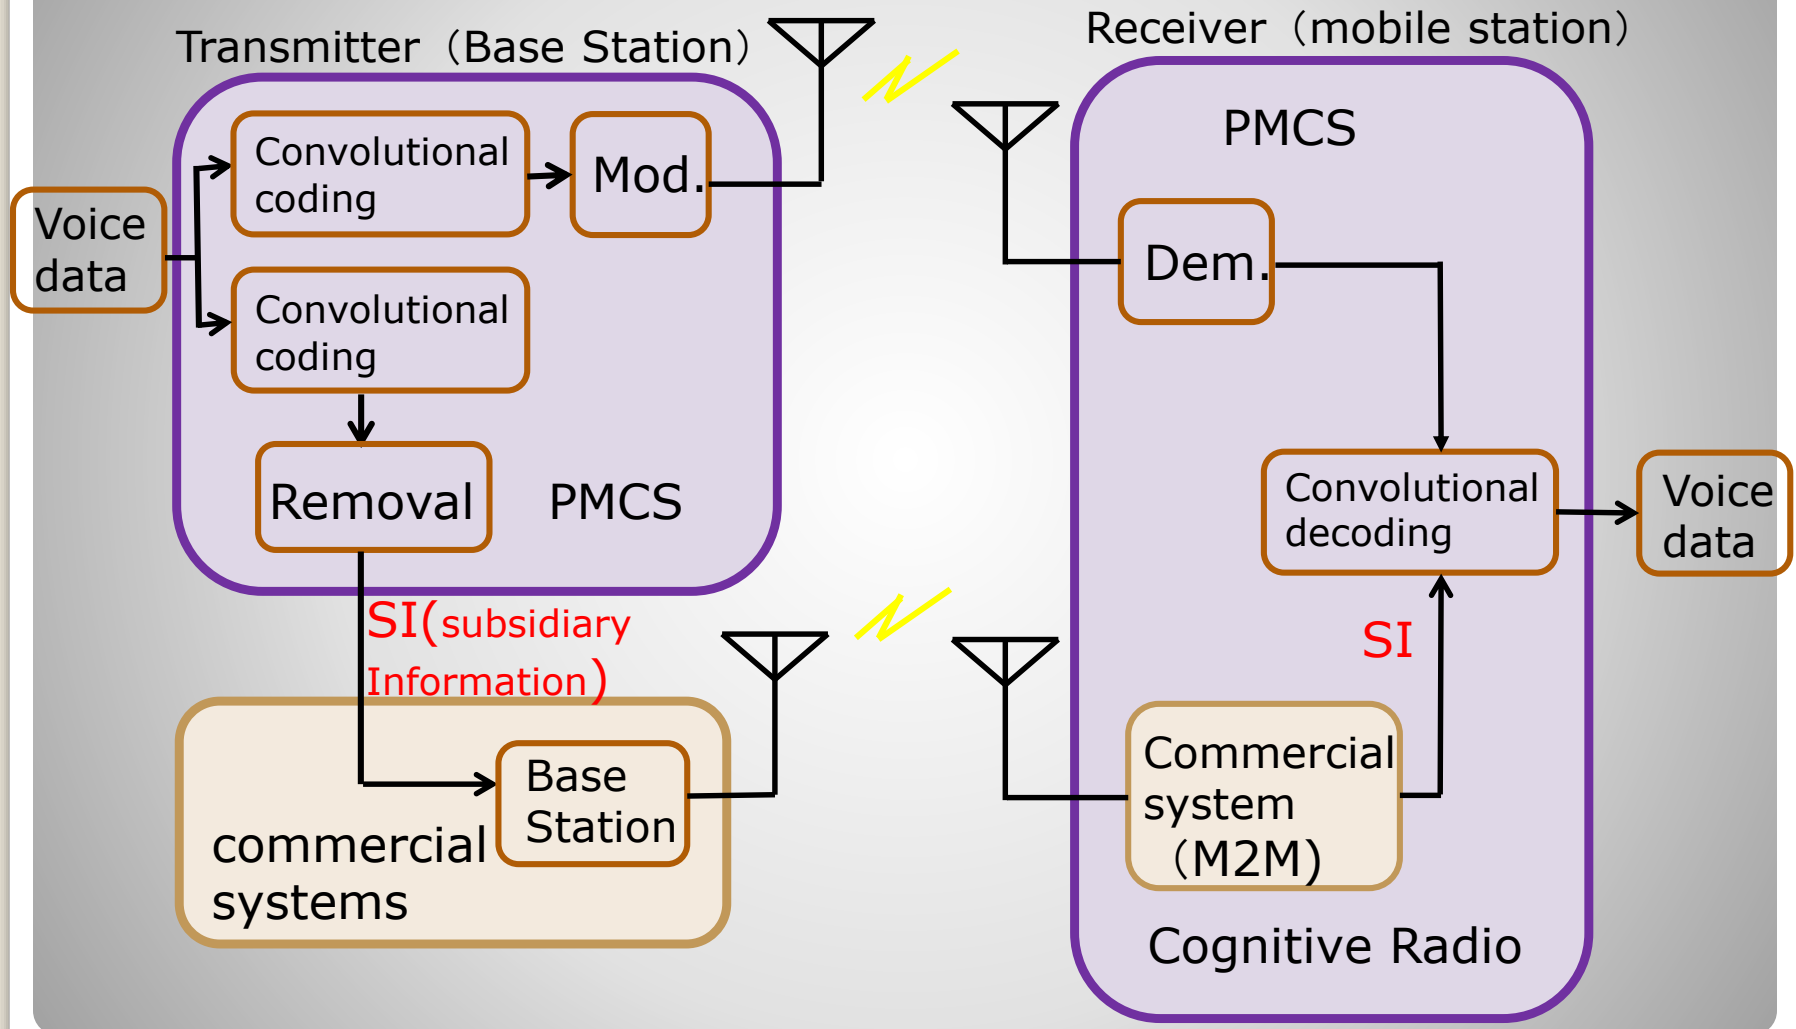 Transmitter（Base Station）
Receiver（mobile station）
Voice
data
Convolutional
coding
Mod.
Convolutional
coding
Removal
PMCS
SI(subsidiary
Information)
commercial
systems
Base
Station
PMCS
Dem.
Convolutional
decoding
Voice
data
SI
Commercial
system
（M2M)
Cognitive Radio